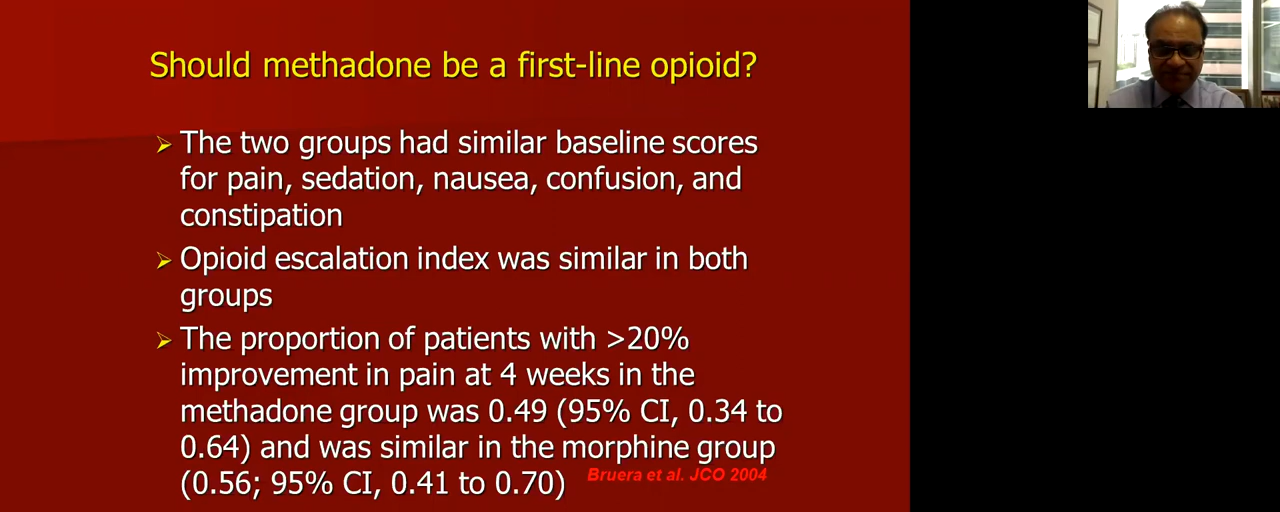 Should methadone be a first-line opioid?
The two groups had similar baseline scores
for pain, sedation, nausea, confusion, and
constipation
Opioid escalation index was similar in both
groups
The proportion of patients with >20%
improvement in pain at 4 weeks in the
methadone group was 0.49 (95% CI, 0.34 to
0.64) and was similar in the morphine group
(0.56; 95% CI, 0.41 to 0.70)
Bruera et al. JCO 2004